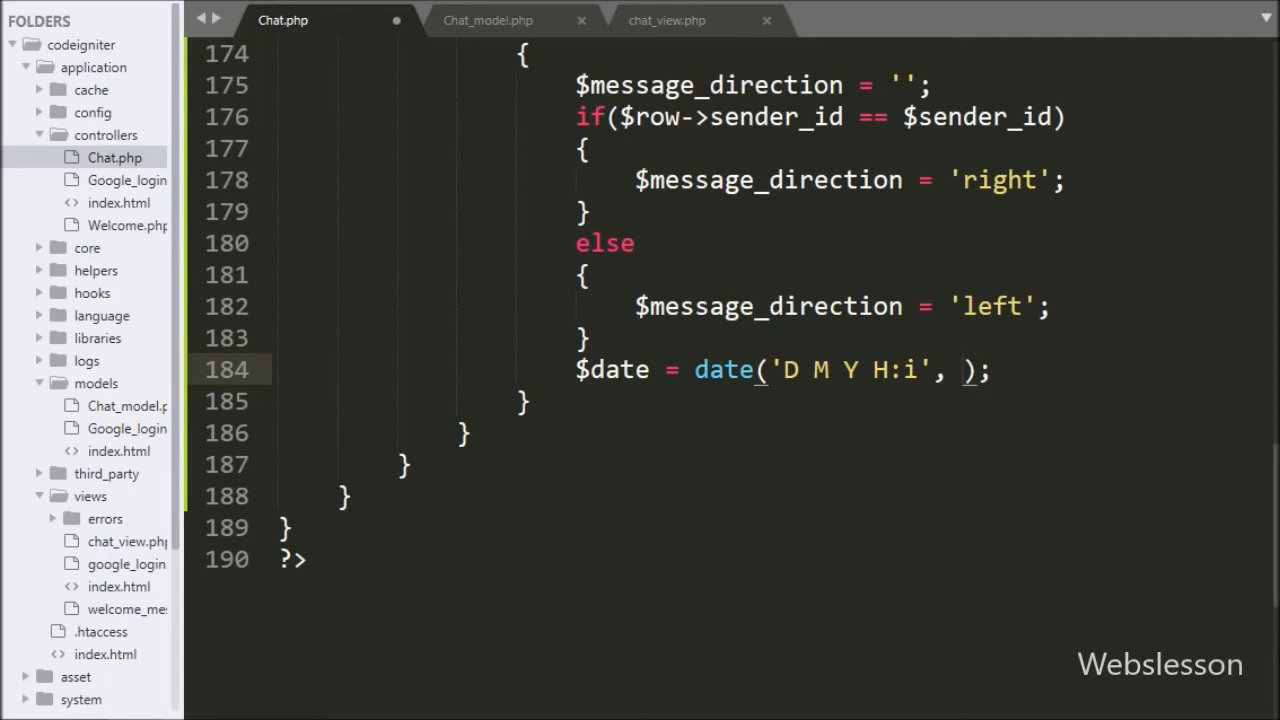 FOLDERS
codeigniter
application
cache
config
controllers
Chat.php
Google_login
index.html
Welcome.php
core
helpers
hooks
language
libraries
logs
models
Chat_model.p
Google_login
index.html
third_party
views
errors
chat_view.php
google_login.
index.html
welcome_mes
.htaccess
index.html
asset
system
Chat.php
Chat_model.php
chat_view.php
174 {
175 $message_direction = '';
176 if($row->sender_id == $sender_id)
177 {
178 $message_direction = 'right';
179 }
180 else
181 {
182 $message_direction = 'left';
183 }
184 $date = date('D M Y H:i', );
185 }
186 }
187 }
188 }
189 }
190 ?>
Webslesson